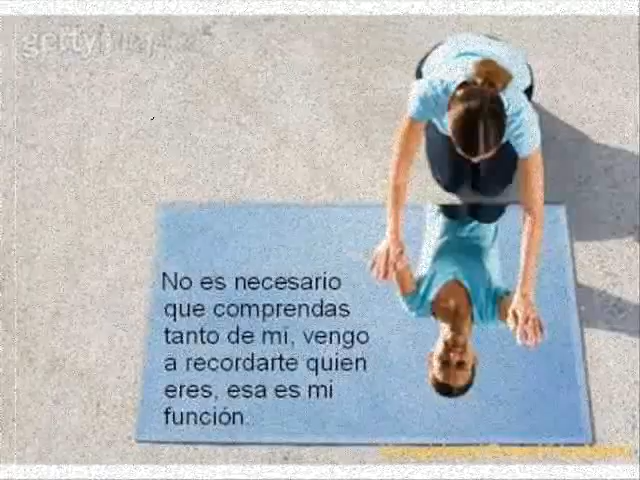 No es necesario
que comprendas
tanto de mi, vengo
a recordarte quien
eres, esa es mi
función.